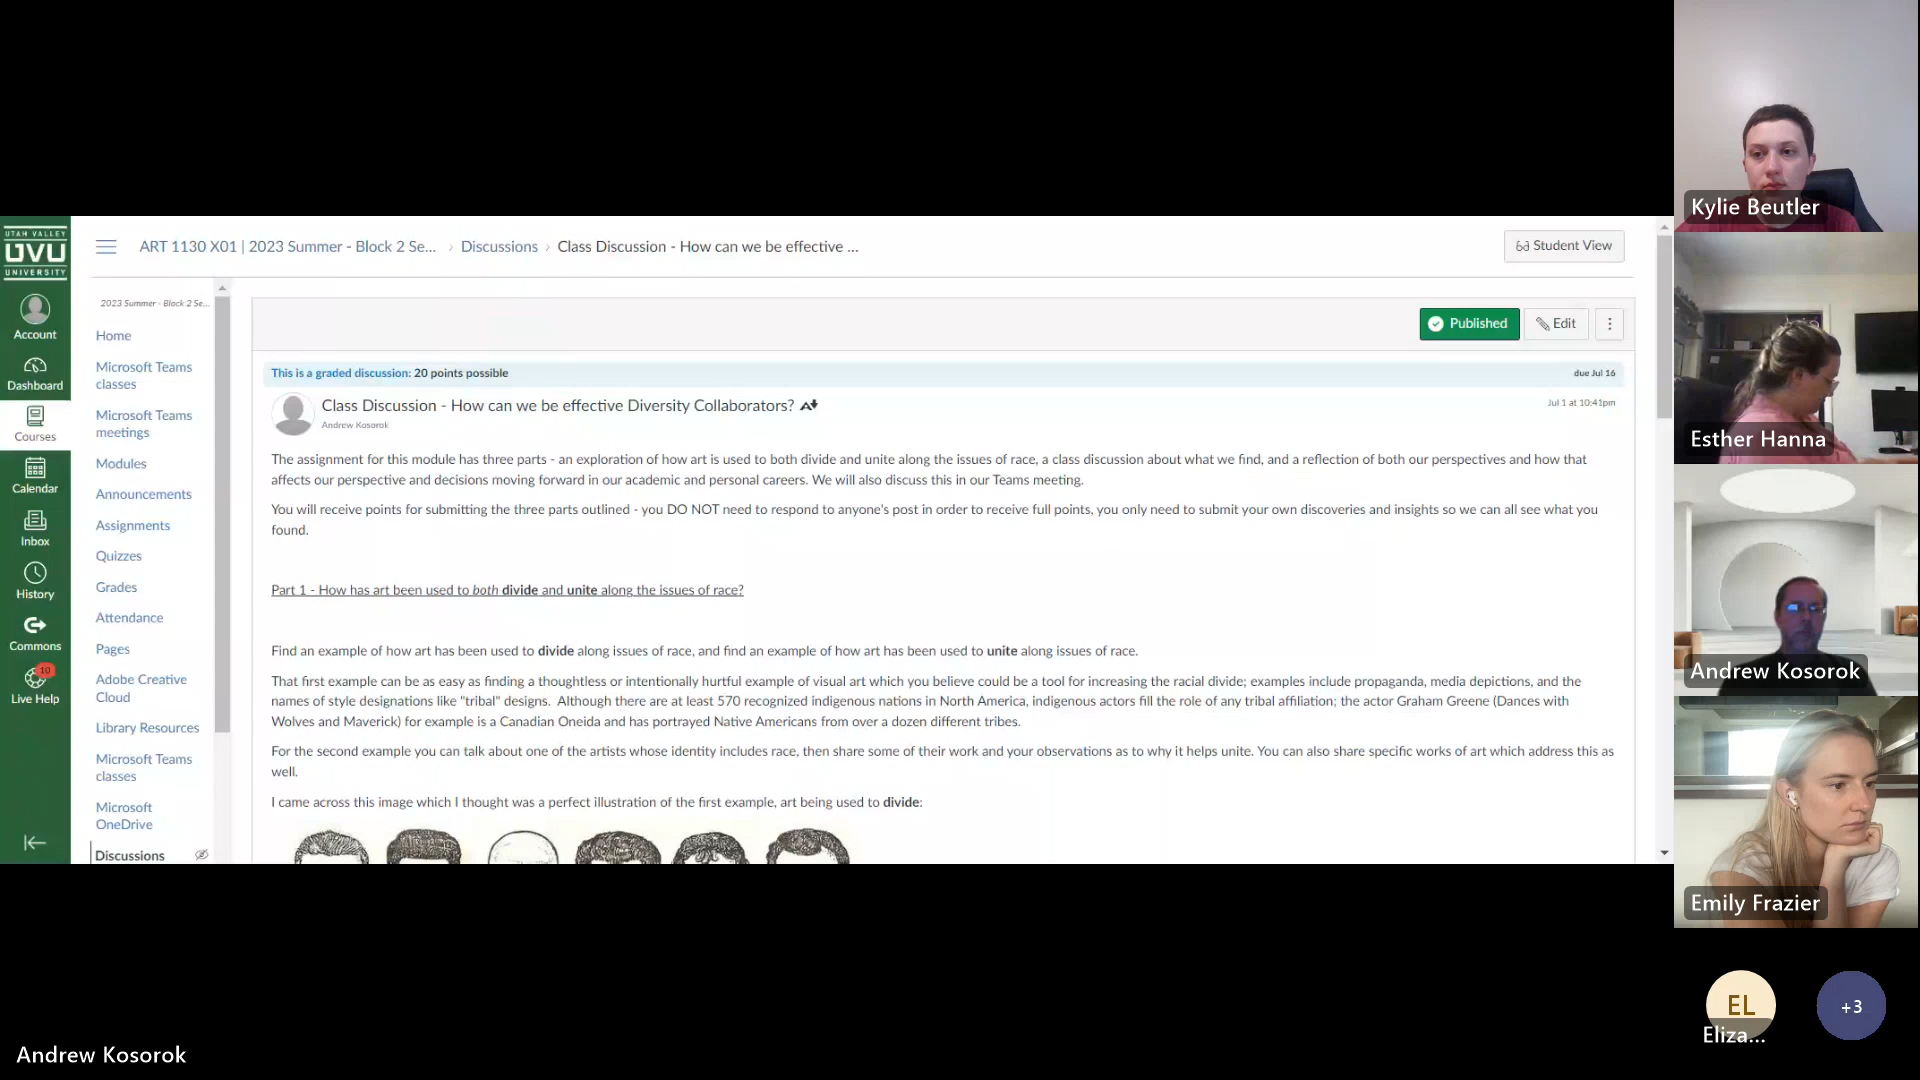 UTAH VALLEY
UVU
UNIVERSITY
Account
Dashboard
Courses
Calendar
Inbox
History
Commons
10
Live Help
ART 1130 X01 | 2023 Summer - Block 2 Se... › Discussions › Class Discussion - How can we be effective ...
Student View
2023 Summer - Block 2 Se...
Home
Microsoft Teams
classes
Microsoft Teams
meetings
Modules
Announcements
Assignments
Quizzes
Grades
Attendance
Pages
Adobe Creative
Cloud
Library Resources
Microsoft Teams
classes
Microsoft
OneDrive
Discussions
Published
Edit
This is a graded discussion: 20 points possible
due Jul 16
Class Discussion - How can we be effective Diversity Collaborators?
Andrew Kosorok
Jul 1 at 10:41pm
The assignment for this module has three parts - an exploration of how art is used to both divide and unite along the issues of race, a class discussion about what we find, and a reflection of both our perspectives and how that
affects our perspective and decisions moving forward in our academic and personal careers. We will also discuss this in our Teams meeting.
You will receive points for submitting the three parts outlined - you DO NOT need to respond to anyone's post in order to receive full points, you only need to submit your own discoveries and insights so we can all see what you
found.
Part 1 - How has art been used to both divide and unite along the issues of race?
Find an example of how art has been used to divide along issues of race, and find an example of how art has been used to unite along issues of race.
That first example can be as easy as finding a thoughtless or intentionally hurtful example of visual art which you believe could be a tool for increasing the racial divide; examples include propaganda, media depictions, and the
names of style designations like "tribal" designs. Although there are at least 570 recognized indigenous nations in North America, indigenous actors fill the role of any tribal affiliation; the actor Graham Greene (Dances with
Wolves and Maverick) for example is a Canadian Oneida and has portrayed Native Americans from over a dozen different tribes.
For the second example you can talk about one of the artists whose identity includes race, then share some of their work and your observations as to why it helps unite. You can also share specific works of art which address this as
well.
I came across this image which I thought was a perfect illustration of the first example, art being used to divide:
Kylie Beutler
Esther Hanna
Andrew Kosorok
Emily Frazier
EL
Eliza...
+3
Andrew Kosorok